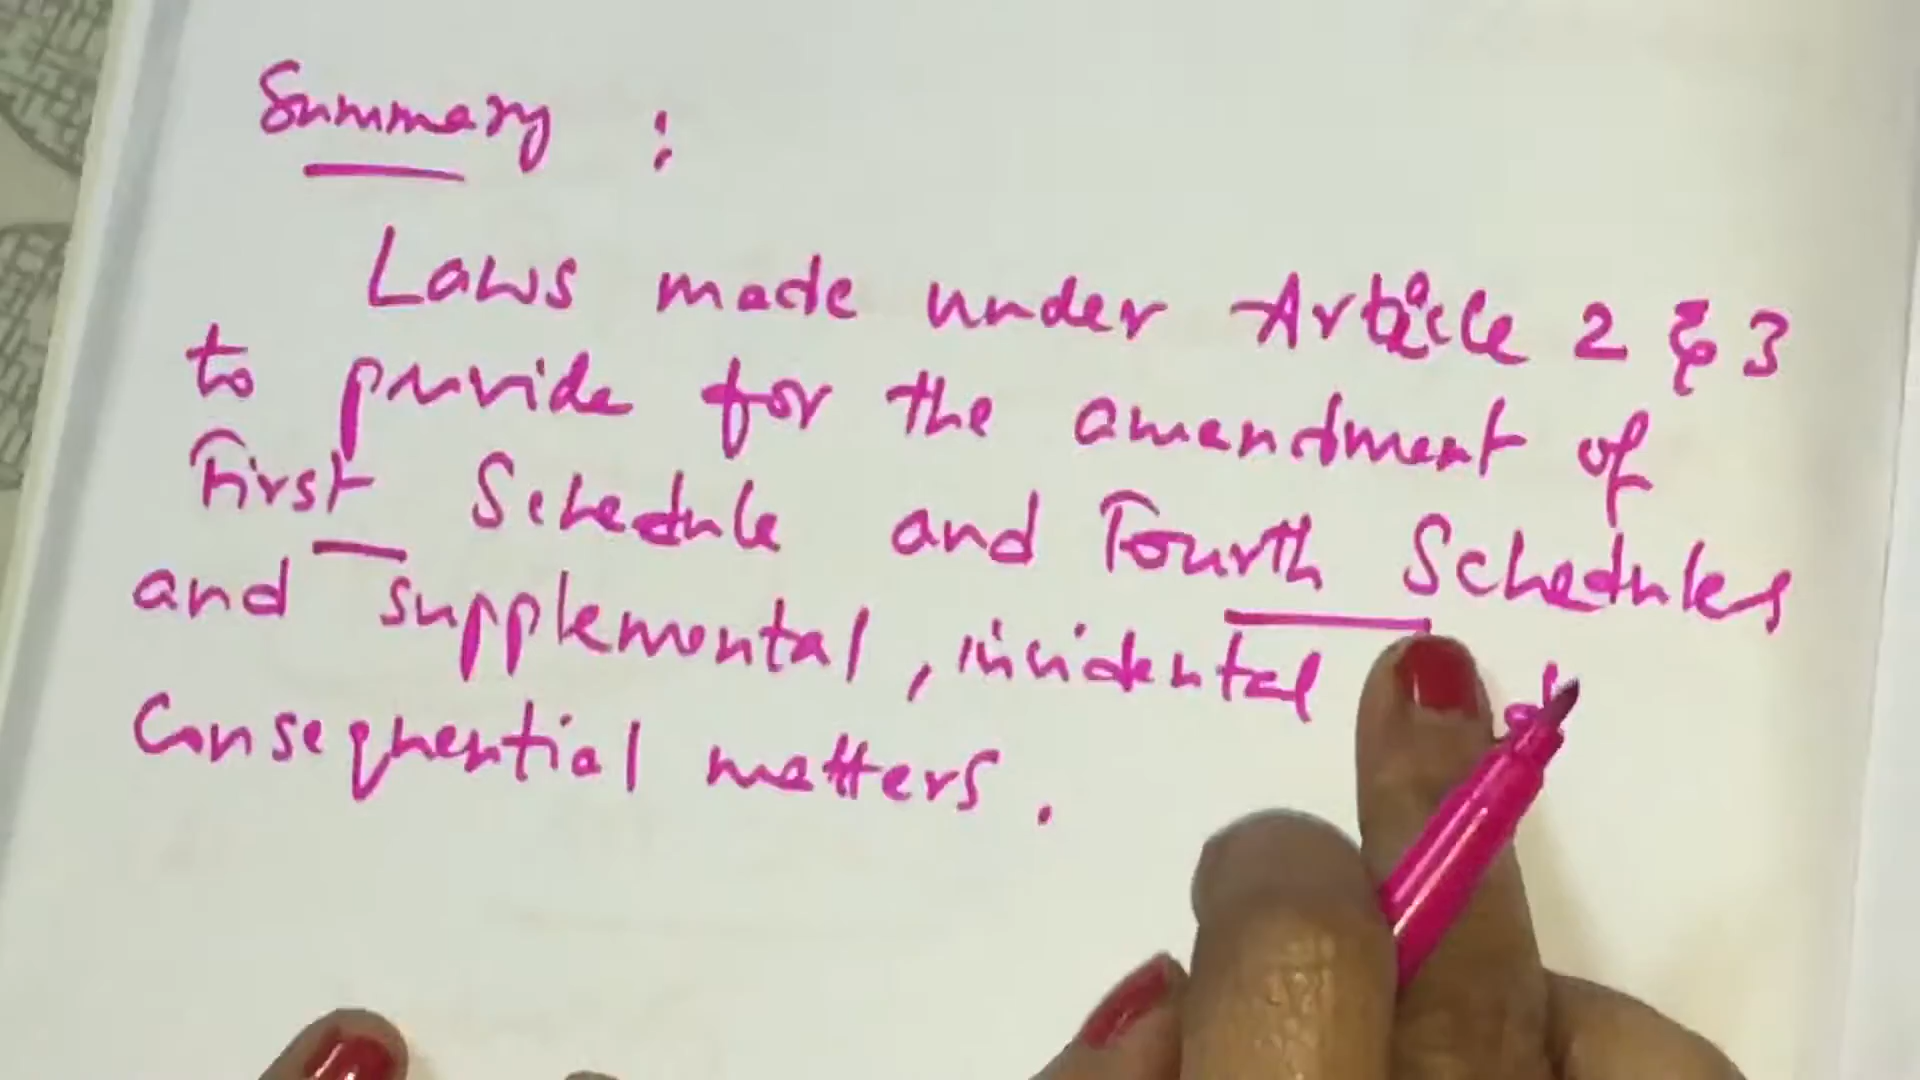 Summary :
Laws made under Article 2 & 3
to provide for the amendment of
First Schedule and Fourth Schedules
and supplemental, incidental
Consequential matters.